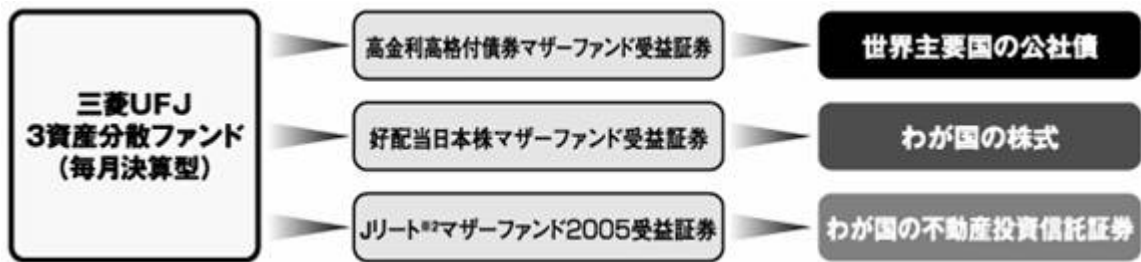 三菱UFJ
3資産分散ファンド
(毎月決算型)
高金利高格付債券マザーファンド受益証券
世界主要国の公社債
好配当日本株マザーファンド受益証券
わが国の株式
Jリート※2マザーファンド2005受益証券
わが国の不動産投資信託証券